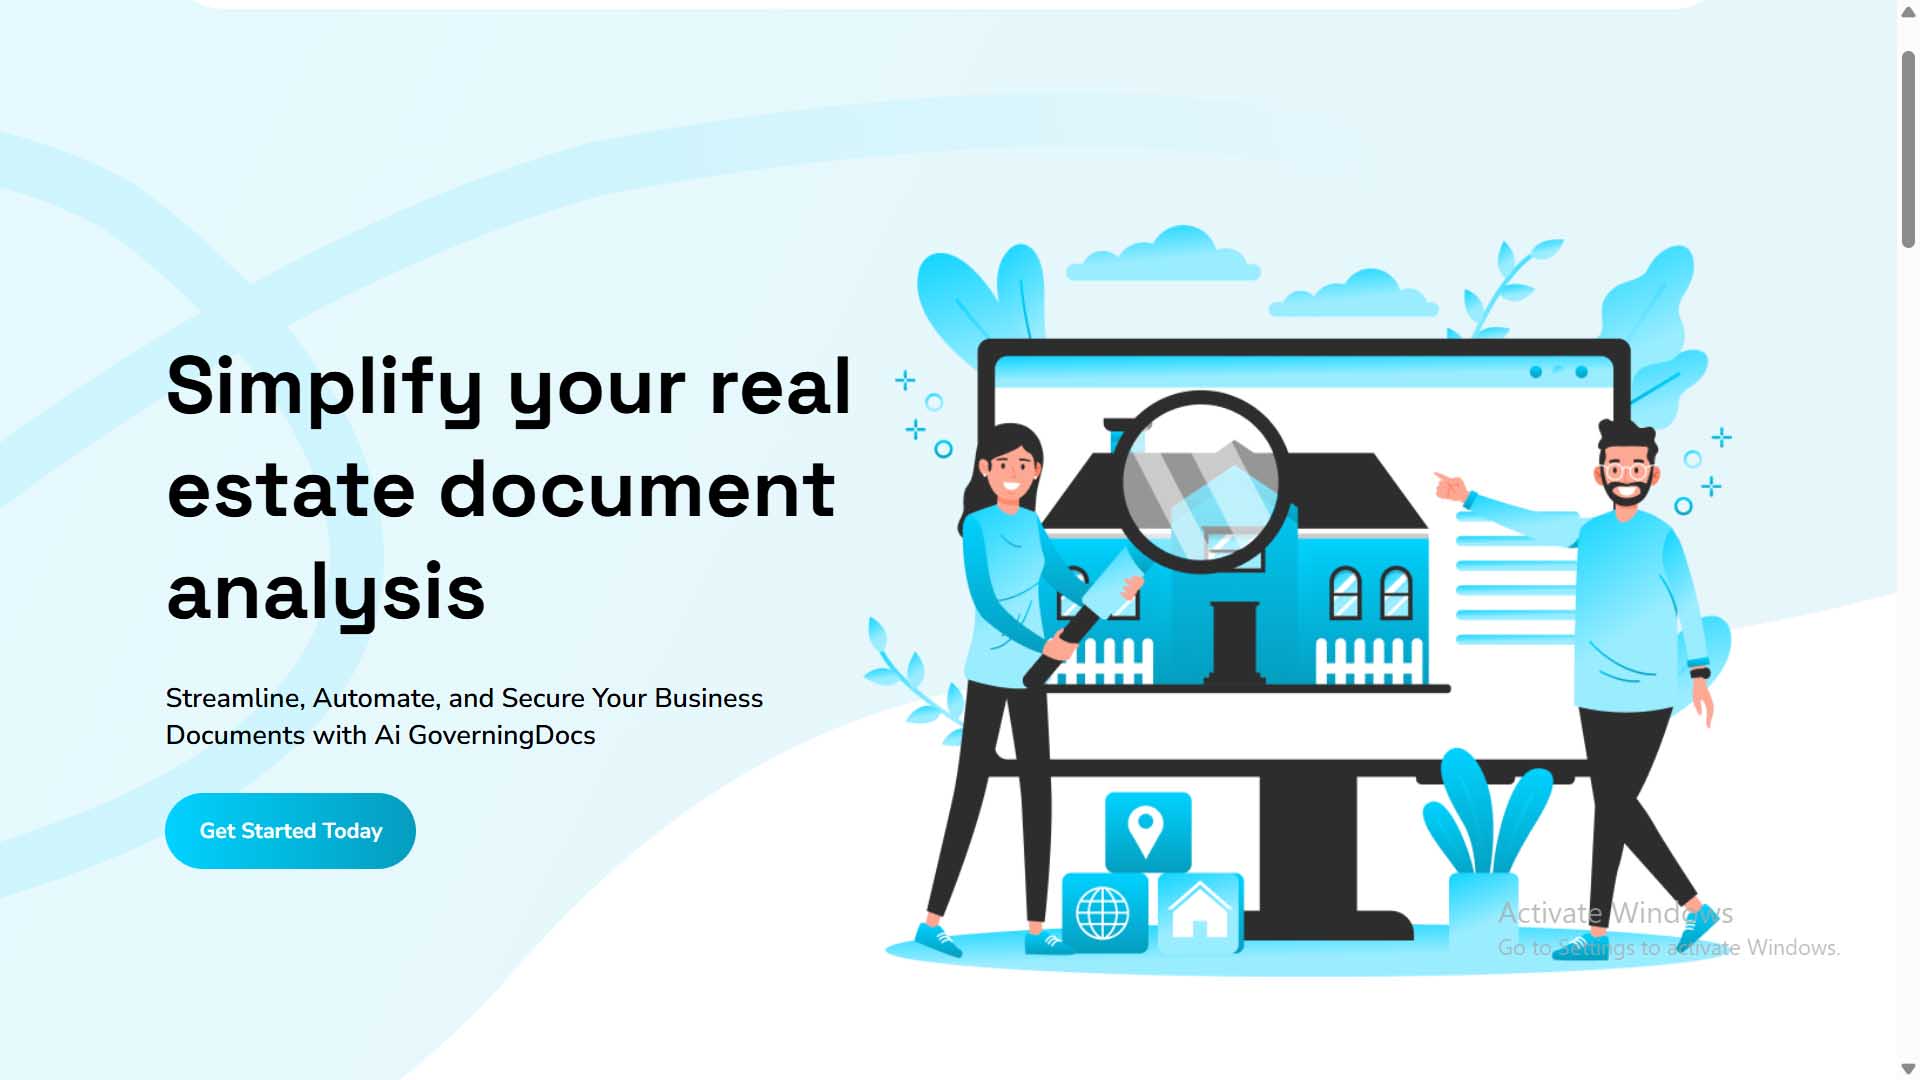 Simplify your real
estate document
analysis
Streamline, Automate, and Secure Your Business
Documents with Ai GoverningDocs
Get Started Today
Activate Windows
Go to Settings to activate Windows.